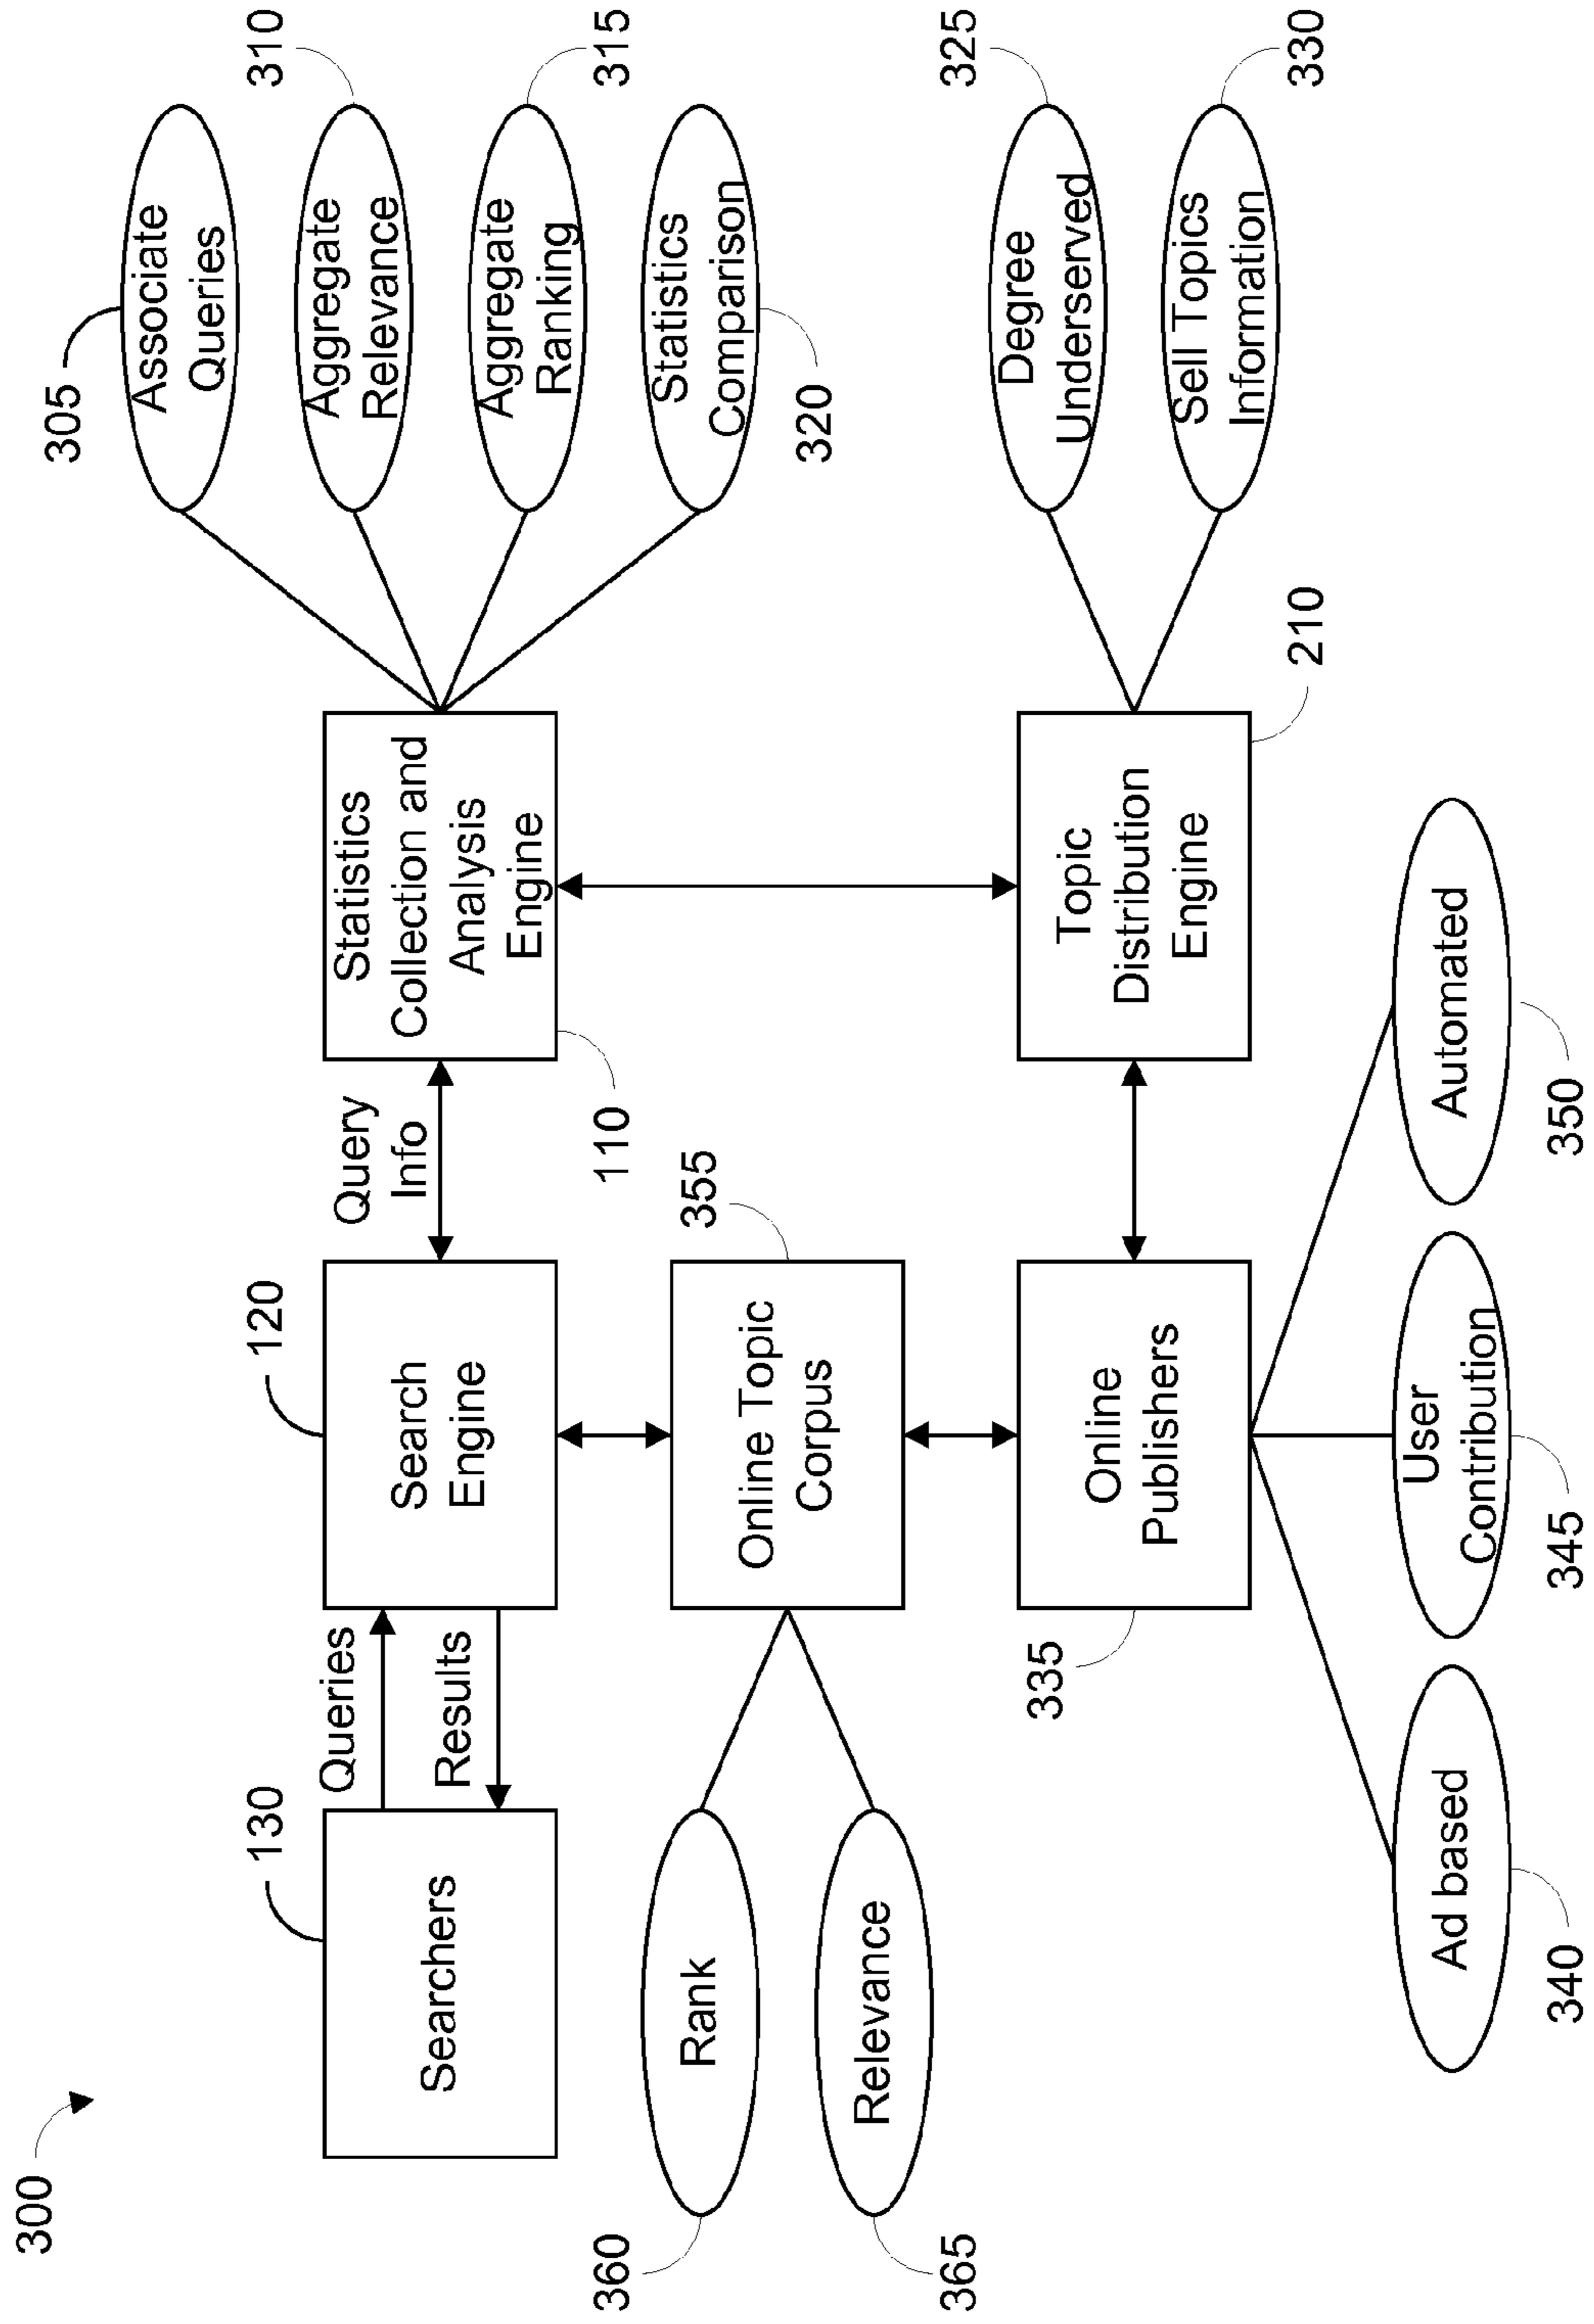 300
130
Searchers
Queries
Results
120
Search
Engine
Query
Info
Statistics
Collection and
Analysis
Engine
110
305
Associate
Queries
310
Aggregate
Relevance
315
Aggregate
Ranking
Statistics
Comparison
320
360
Rank
Relevance
365
355
Online Topic
Corpus
335
Online
Publishers
Topic
Distribution
Engine
210
325
Degree
Underserved
Sell Topics
Information
330
Ad based
340
User
Contribution
345
Automated
350